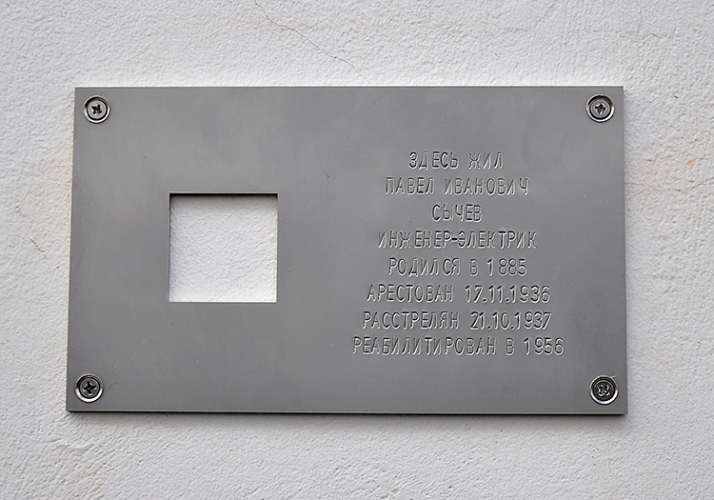 ЗДЕСЬ ЖИЛ
ПАВЕЛ ИВАНОВИЧ
СЫЧЕВ
ИНЖЕНЕР-ЭЛЕКТРИК
РОДИЛСЯ В 1885
АРЕСТОВАН 17.11.1936
РАССТРЕЛЯН 21.10.1937
РЕАБИЛИТИРОВАН В 1956